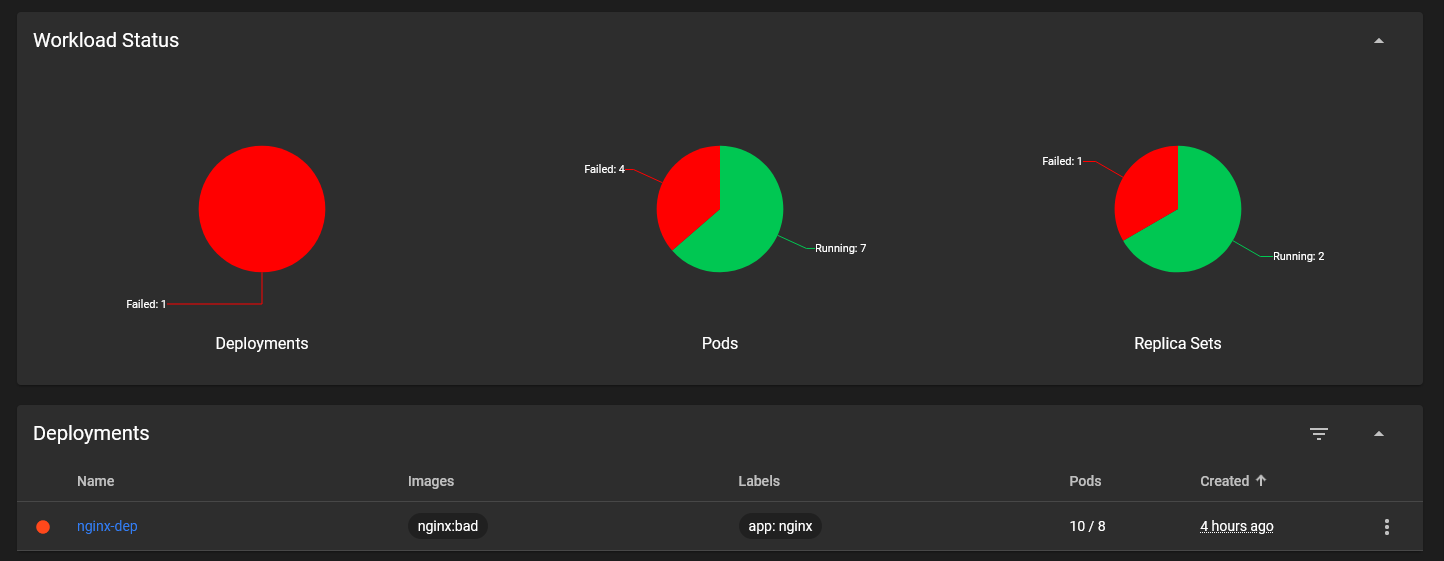 Workload Status
Failed: 1
Deployments
Failed: 4
Running: 7
Pods
Failed: 1
Running: 2
Replica Sets
Deployments
Name Images Labels Pods Created
nginx-dep nginx:bad app: nginx 10 / 8 4 hours ago